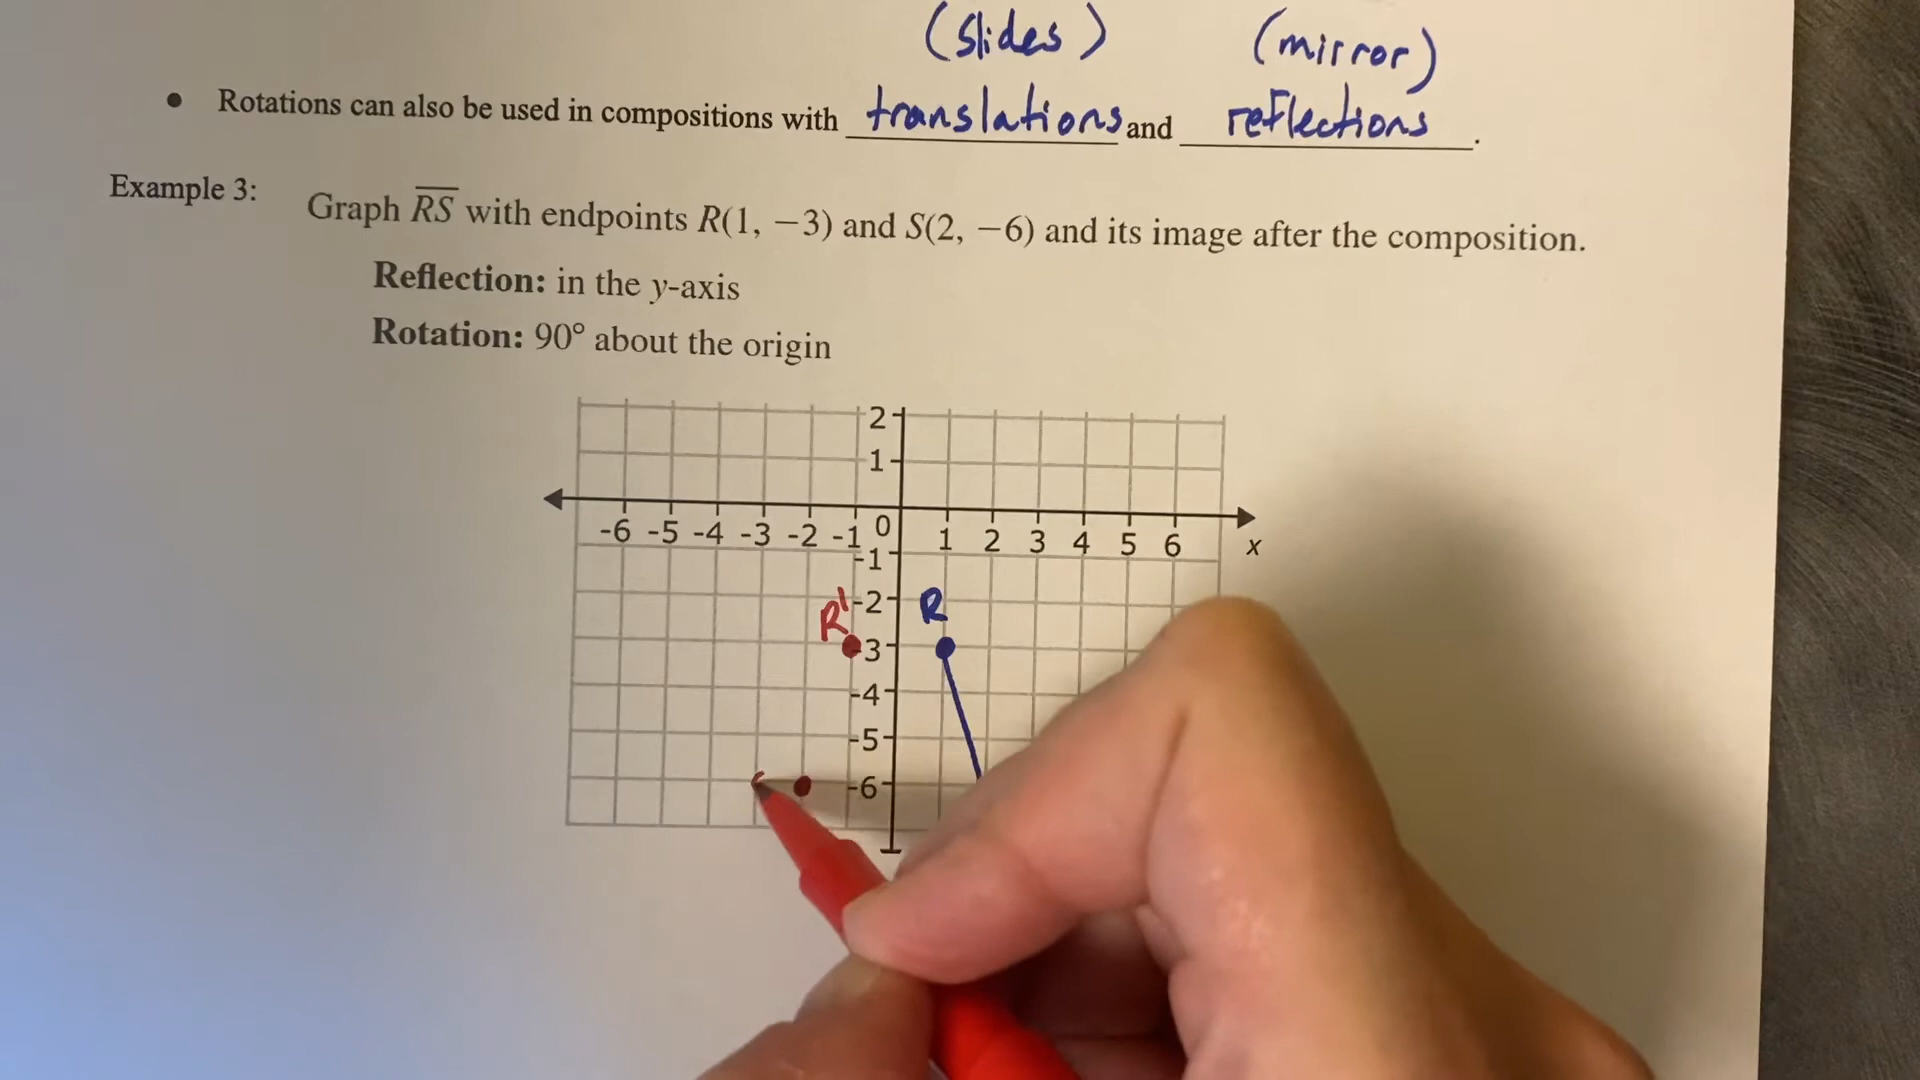 (slides) (mirror)
• Rotations can also be used in compositions with translations and reflections.
Example 3: Graph RS with endpoints R(1, −3) and S(2, −6) and its image after the composition.
Reflection: in the y-axis
Rotation: 90° about the origin
2
1
-6 -5 -4 -3 -2 -1 0 1 2 3 4 5 6 x
-1
R' -2 R
-3
-4
-5
-6